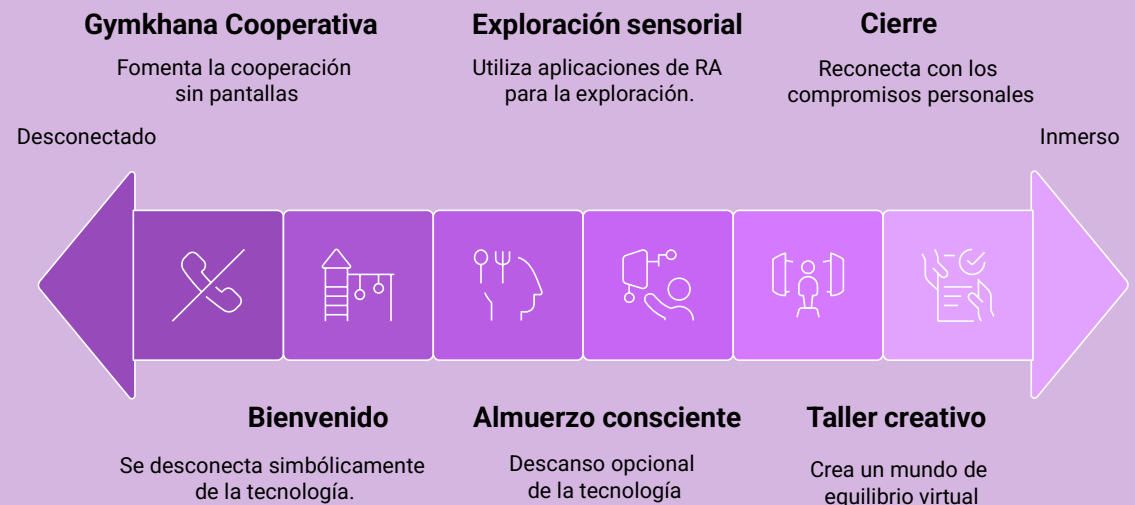 Gymkhana Cooperativa
Fomenta la cooperación
sin pantallas
Exploración sensorial
Utiliza aplicaciones de RA
para la exploración.
Cierre
Reconecta con los
compromisos personales
Desconectado
Inmerso
Bienvenido
Se desconecta simbólicamente
de la tecnología.
Almuerzo consciente
Descanso opcional
de la tecnología
Taller creativo
Crea un mundo de
equilibrio virtual